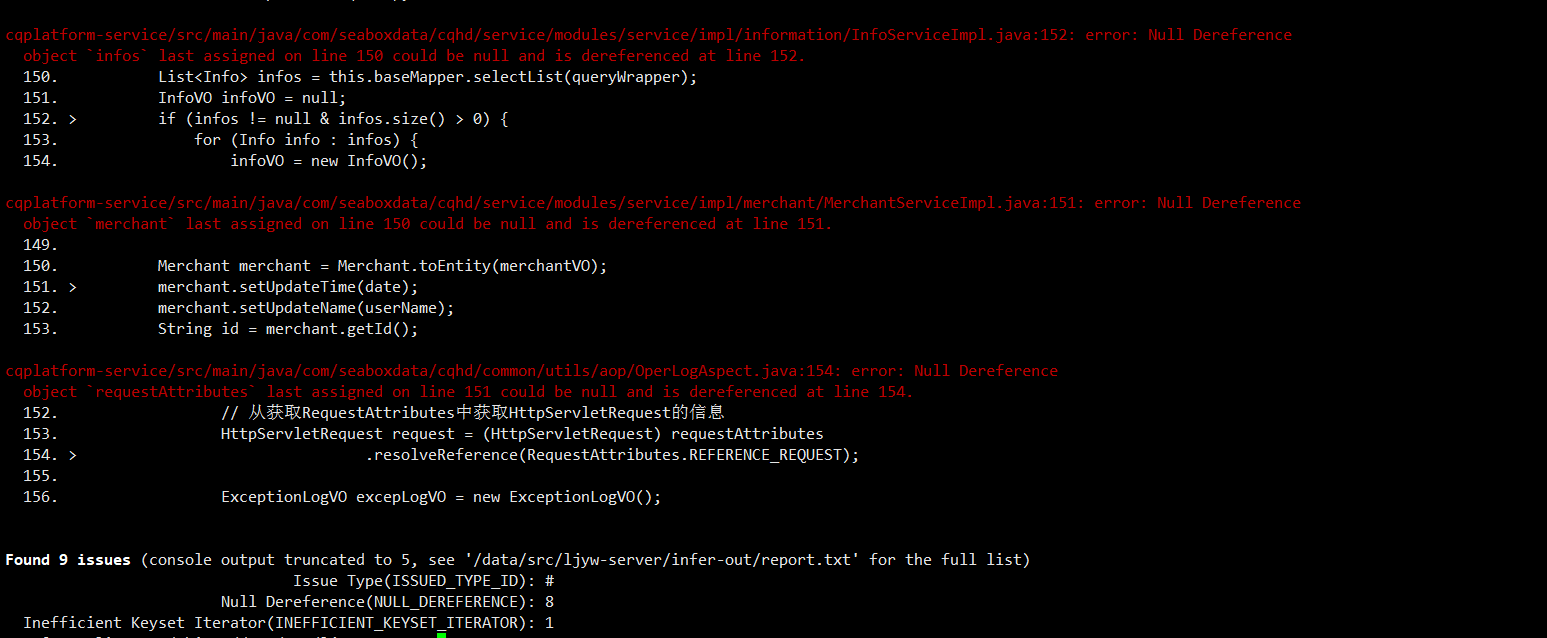 cqplatform-service/src/main/java/com/seaboxdata/cqhd/service/modules/service/impl/information/InfoServiceImpl.java:152: error: Null Dereference
object `infos` last assigned on line 150 could be null and is dereferenced at line 152.
150.         List<Info> infos = this.baseMapper.selectList(queryWrapper);
151.         InfoVO infoVO = null;
152. >       if (infos != null & infos.size() > 0) {
153.             for (Info info : infos) {
154.                 infoVO = new InfoVO();
cqplatform-service/src/main/java/com/seaboxdata/cqhd/service/modules/service/impl/merchant/MerchantServiceImpl.java:151: error: Null Dereference
object `merchant` last assigned on line 150 could be null and is dereferenced at line 151.
149.
150.         Merchant merchant = Merchant.toEntity(merchantVO);
151. >       merchant.setUpdateTime(date);
152.         merchant.setUpdateName(userName);
153.         String id = merchant.getId();
cqplatform-service/src/main/java/com/seaboxdata/cqhd/common/utils/aop/OperLogAspect.java:154: error: Null Dereference
object `requestAttributes` last assigned on line 151 could be null and is dereferenced at line 154.
152.         // 从获取RequestAttributes中获取HttpServletRequest的信息
153.         HttpServletRequest request = (HttpServletRequest) requestAttributes
154. >                       .resolveReference(RequestAttributes.REFERENCE_REQUEST);
155.
156.         ExceptionLogVO excepLogVO = new ExceptionLogVO();
Found 9 issues (console output truncated to 5, see '/data/src/ljyw-server/infer-out/report.txt' for the full list)
Issue Type(ISSUED_TYPE_ID): #
Null Dereference(NULL_DEREFERENCE): 8
Inefficient Keyset Iterator(INEFFICIENT_KEYSET_ITERATOR): 1